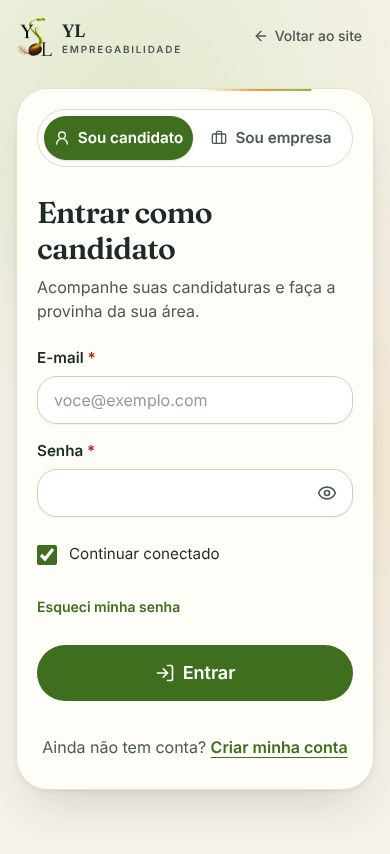 YL YL
EMPREGABILIDADE
Voltar ao site
Sou candidato
Sou empresa
Entrar como
candidato
Acompanhe suas candidaturas e faça a
provinha da sua área.
E-mail *
voce@exemplo.com
Senha *
Continuar conectado
Esqueci minha senha
Entrar
Ainda não tem conta? Criar minha conta